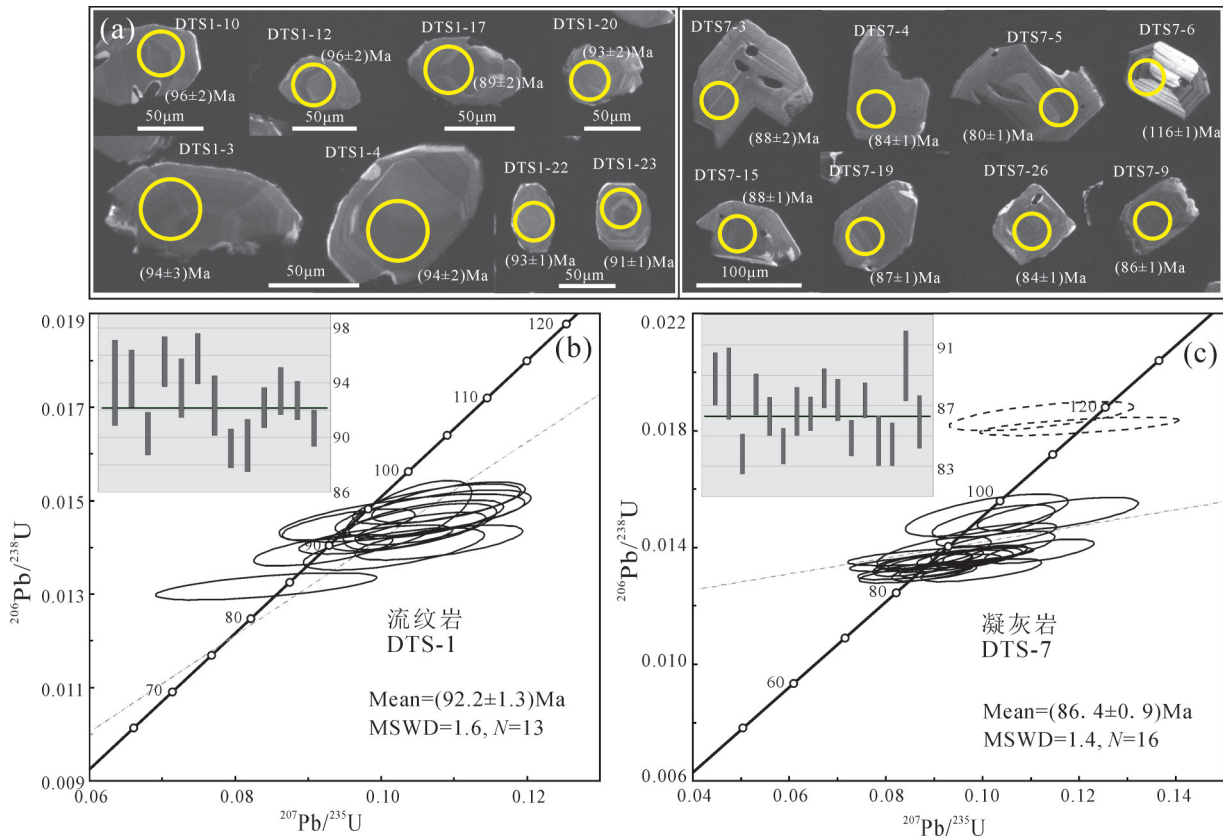 (a)
DTS1-10
DTS1-12
DTS1-17
DTS1-20
(96±2)Ma
(96±2)Ma
(89±2)Ma
(93±2)Ma
50μm
50μm
50μm
50μm
DTS1-3
DTS1-4
DTS1-22
DTS1-23
(94±3)Ma
50μm
(94±2)Ma
(93±1)Ma
(91±1)Ma
50μm
DTS7-3
DTS7-4
DTS7-5
DTS7-6
(88±2)Ma
(84±1)Ma
(80±1)Ma
(116±1)Ma
DTS7-15
DTS7-19
DTS7-26
DTS7-9
(88±1)Ma
100μm
(87±1)Ma
(84±1)Ma
(86±1)Ma
(b)
0.019
0.017
0.015
0.013
0.011
0.009
²⁰⁶Pb/²³⁸U
98
94
90
86
120
110
100
90
80
70
流纹岩
DTS-1
Mean=(92.2±1.3)Ma
MSWD=1.6, N=13
0.06
0.08
0.10
0.12
²⁰⁷Pb/²³⁵U
(c)
0.022
0.018
0.014
0.010
0.006
²⁰⁶Pb/²³⁸U
91
87
83
120
100
80
60
凝灰岩
DTS-7
Mean=(86. 4±0. 9)Ma
MSWD=1.4, N=16
0.04
0.06
0.08
0.10
0.12
0.14
²⁰⁷Pb/²³⁵U